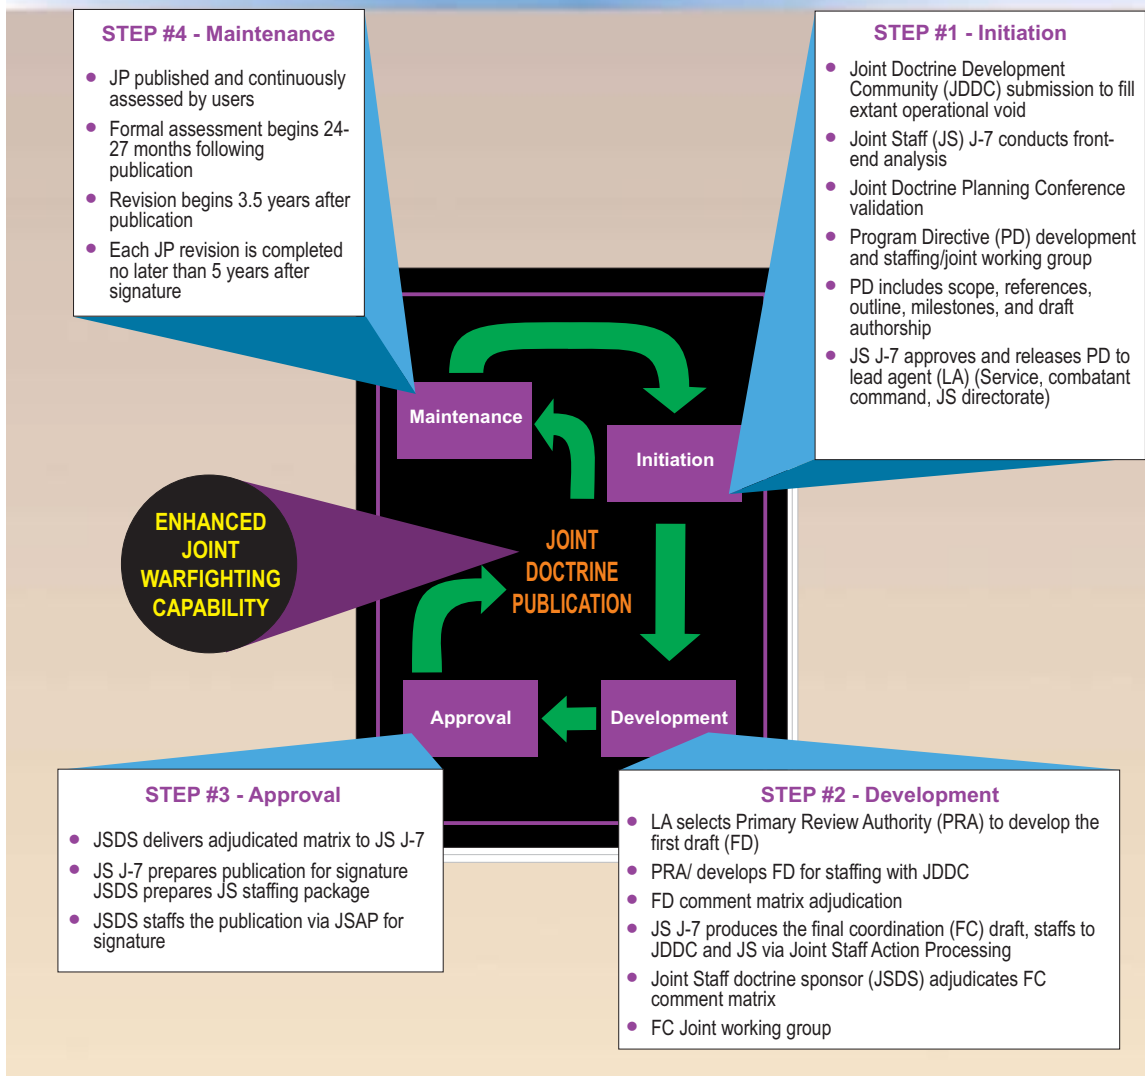 STEP #4 - Maintenance
● JP published and continuously
assessed by users
● Formal assessment begins 24-
27 months following
publication
● Revision begins 3.5 years after
publication
● Each JP revision is completed
no later than 5 years after
signature
STEP #1 - Initiation
● Joint Doctrine Development
Community (JDDC) submission to fill
extant operational void
● Joint Staff (JS) J-7 conducts front-
end analysis
● Joint Doctrine Planning Conference
validation
● Program Directive (PD) development
and staffing/joint working group
● PD includes scope, references,
outline, milestones, and draft
authorship
● JS J-7 approves and releases PD to
lead agent (LA) (Service, combatant
command, JS directorate)
Maintenance
Initiation
ENHANCED
JOINT
WARFIGHTING
CAPABILITY
JOINT
DOCTRINE
PUBLICATION
Approval
Development
STEP #3 - Approval
● JSDS delivers adjudicated matrix to JS J-7
● JS J-7 prepares publication for signature
JSDS prepares JS staffing package
● JSDS staffs the publication via JSAP for
signature
STEP #2 - Development
● LA selects Primary Review Authority (PRA) to develop the
first draft (FD)
● PRA/ develops FD for staffing with JDDC
● FD comment matrix adjudication
● JS J-7 produces the final coordination (FC) draft, staffs to
JDDC and JS via Joint Staff Action Processing
● Joint Staff doctrine sponsor (JSDS) adjudicates FC
comment matrix
● FC Joint working group